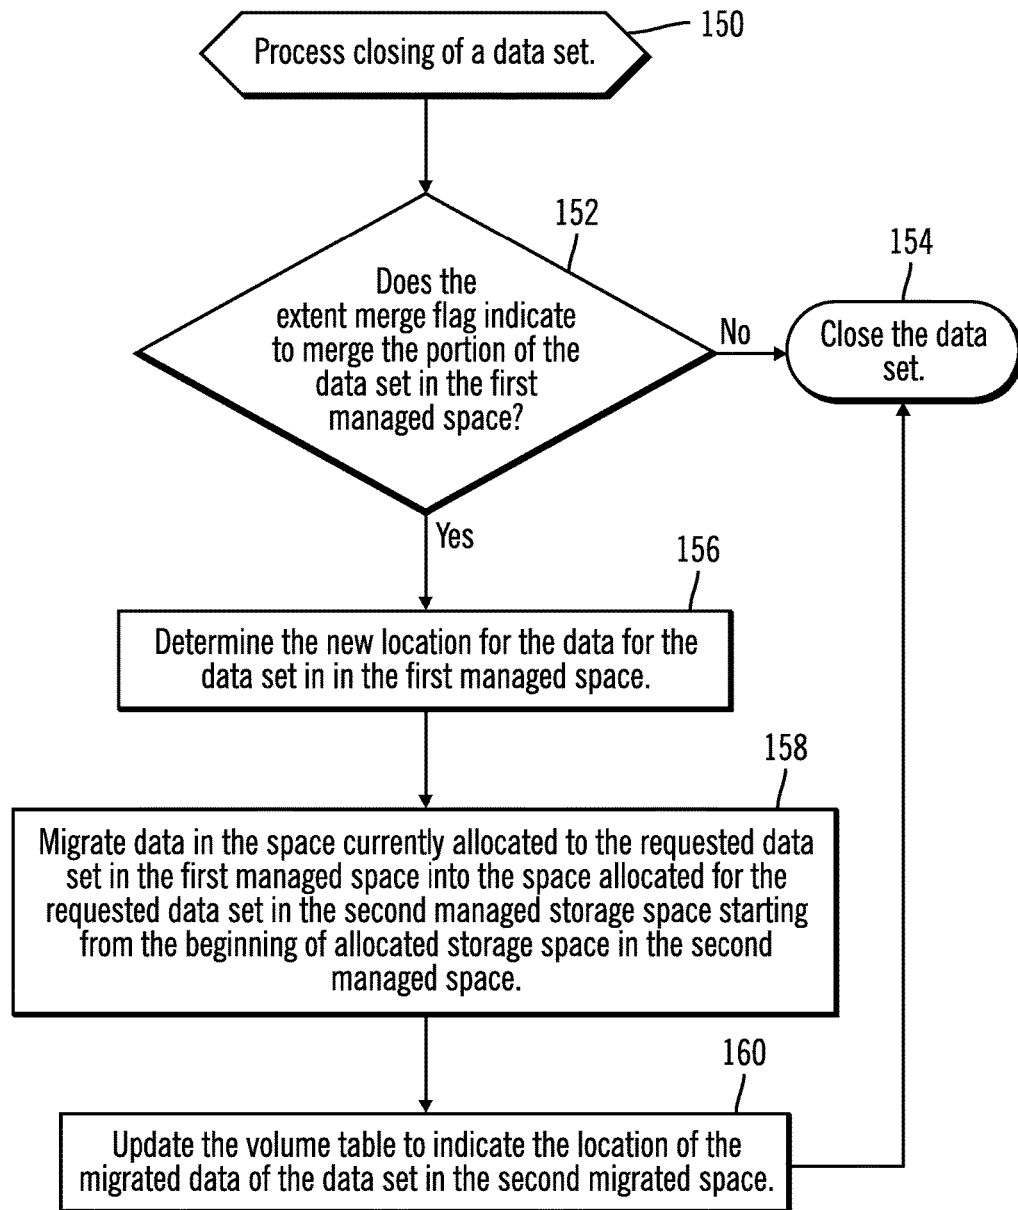 150
Process closing of a data set.
152
Does the
extent merge flag indicate
to merge the portion of the
data set in the first
managed space?
No
154
Close the data
set.
Yes
156
Determine the new location for the data for the
data set in in the first managed space.
158
Migrate data in the space currently allocated to the requested data
set in the first managed space into the space allocated for the
requested data set in the second managed storage space starting
from the beginning of allocated storage space in the second
managed space.
160
Update the volume table to indicate the location of the
migrated data of the data set in the second migrated space.